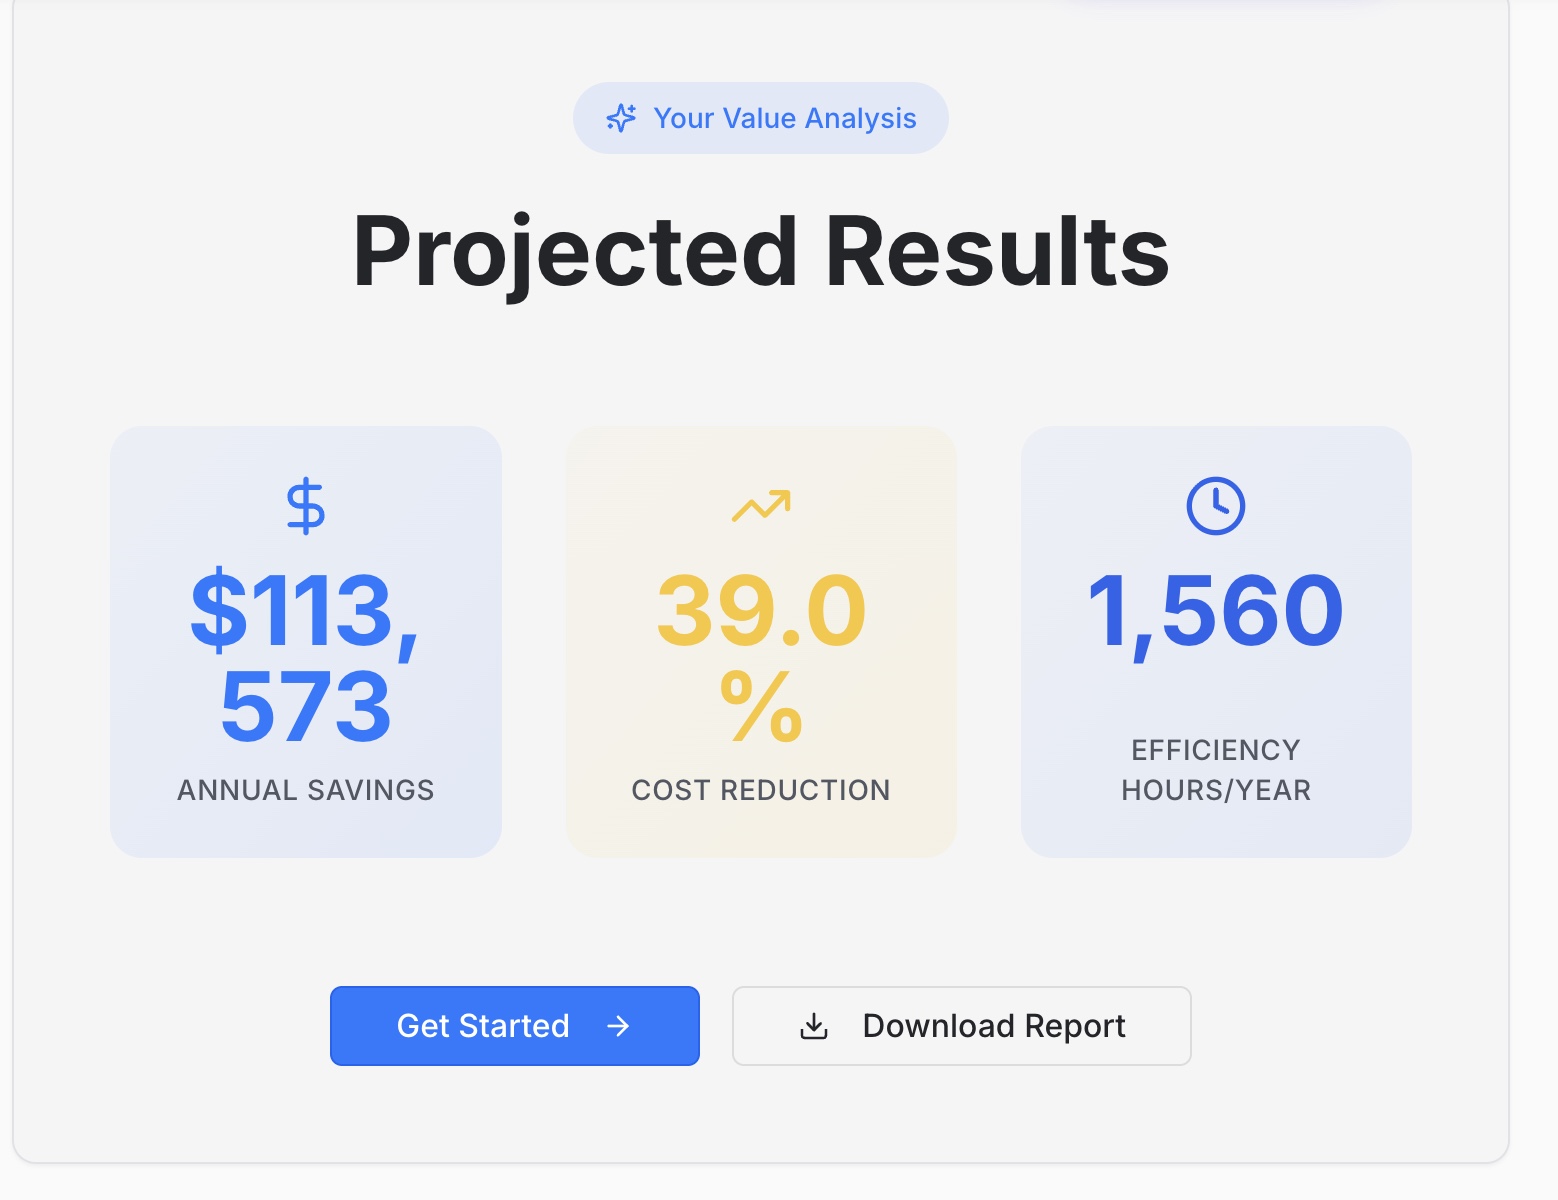 Your Value Analysis
Projected Results
$113,
573
ANNUAL SAVINGS
39.0
%
COST REDUCTION
1,560
EFFICIENCY
HOURS/YEAR
Get Started
Download Report